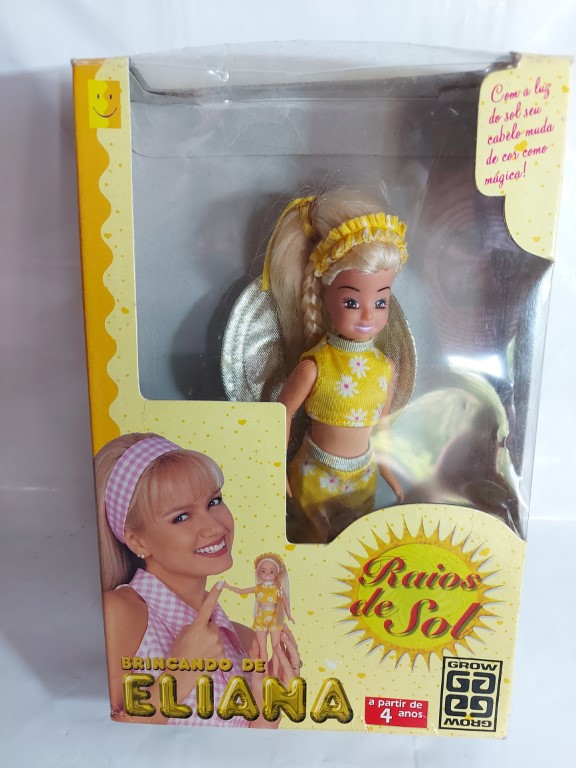 Com a luz
do sol seu
cabelo muda
de cor como
mágica!
Raios
de Sol
BRINCANDO DE
ELIANA
a partir de
4 anos
GROW
GROW